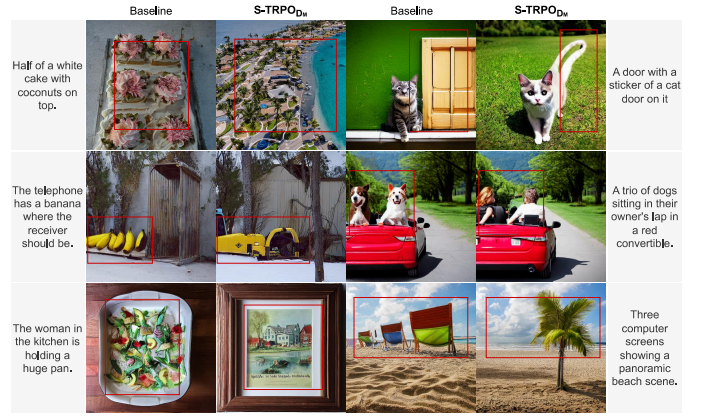 Baseline
S-TRPO_DM
Baseline
S-TRPO_DM
Half of a white
cake with
coconuts on
top.
A door with a
sticker of a cat
door on it
The telephone
has a banana
where the
receiver
should be.
A trio of dogs
sitting in their
owner's lap in
a red
convertible.
The woman in
the kitchen is
holding a
huge pan.
Three
computer
screens
showing a
panoramic
beach scene.